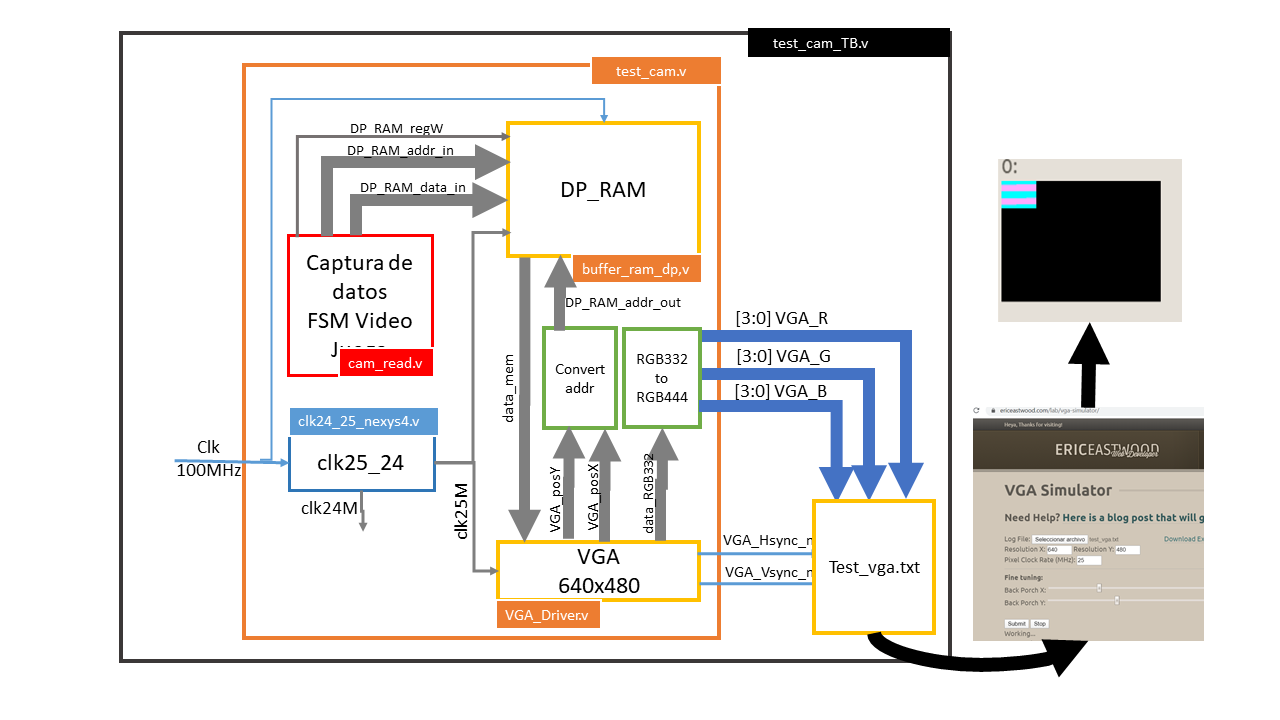 test_cam_TB.v
test_cam.v
DP_RAM_regW
DP_RAM_addr_in
DP_RAM_data_in
DP_RAM
buffer_ram_dp,v
Captura de
datos
FSM Video
cam_read.v
DP_RAM_addr_out
data_mem
Convert
addr
RGB332
to
RGB444
[3:0] VGA_R
[3:0] VGA_G
[3:0] VGA_B
clk24_25_nexys4.v
Clk
100MHz
clk25_24
clk24M
clk25M
VGA_posY
VGA_posX
data_RGB332
VGA_Hsync_n
VGA_Vsync_n
VGA
640x480
VGA_Driver.v
Test_vga.txt
0:
ericeastwood.com/lab/vga-simulator/
Heya, Thanks for visiting!
ERICEASTWOOD
Web Developer
VGA Simulator
Need Help? Here is a blog post that will g
Log File: Seleccionar archivo test_vga.txt Download Ex
Resolution X: 640 Resolution Y: 480
Pixel Clock Rate (MHz): 25
Fine tuning:
Back Porch X:
Back Porch Y:
Submit Stop
Working...